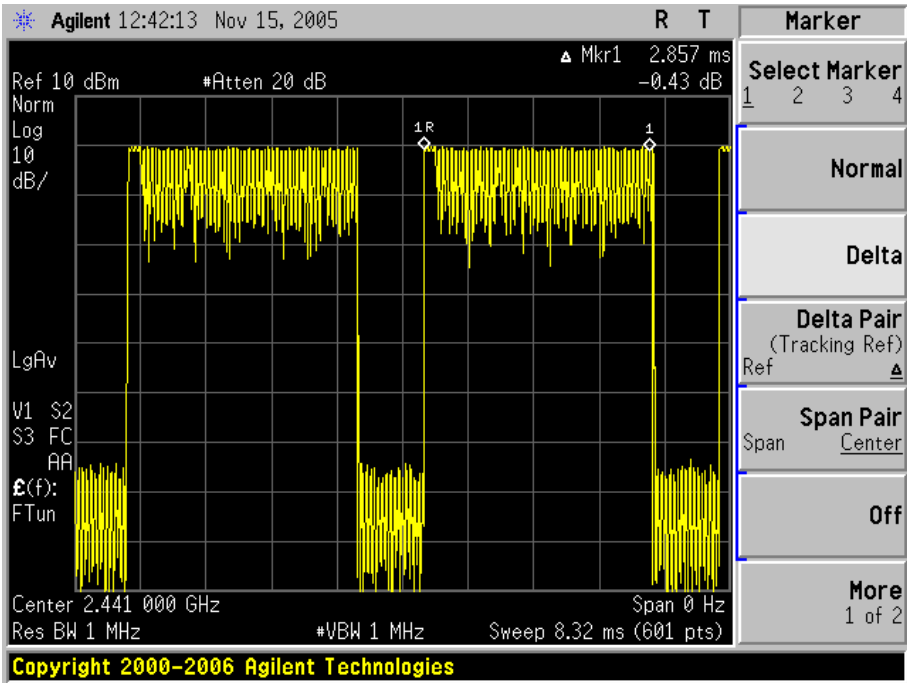 Agilent 12:42:13 Nov 15, 2005 R T
Δ Mkr1 2.857 ms
Ref 10 dBm #Atten 20 dB -0.43 dB
Norm
Log
10
dB/
1R
1
LgAv
V1 S2
S3 FC
AA
£(f):
FTun
Center 2.441 000 GHz Span 0 Hz
Res BW 1 MHz #VBW 1 MHz Sweep 8.32 ms (601 pts)
Copyright 2000-2006 Agilent Technologies
Marker
Select Marker
1 2 3 4
Normal
Delta
Delta Pair
(Tracking Ref)
Ref Δ
Span Pair
Span Center
Off
More
1 of 2